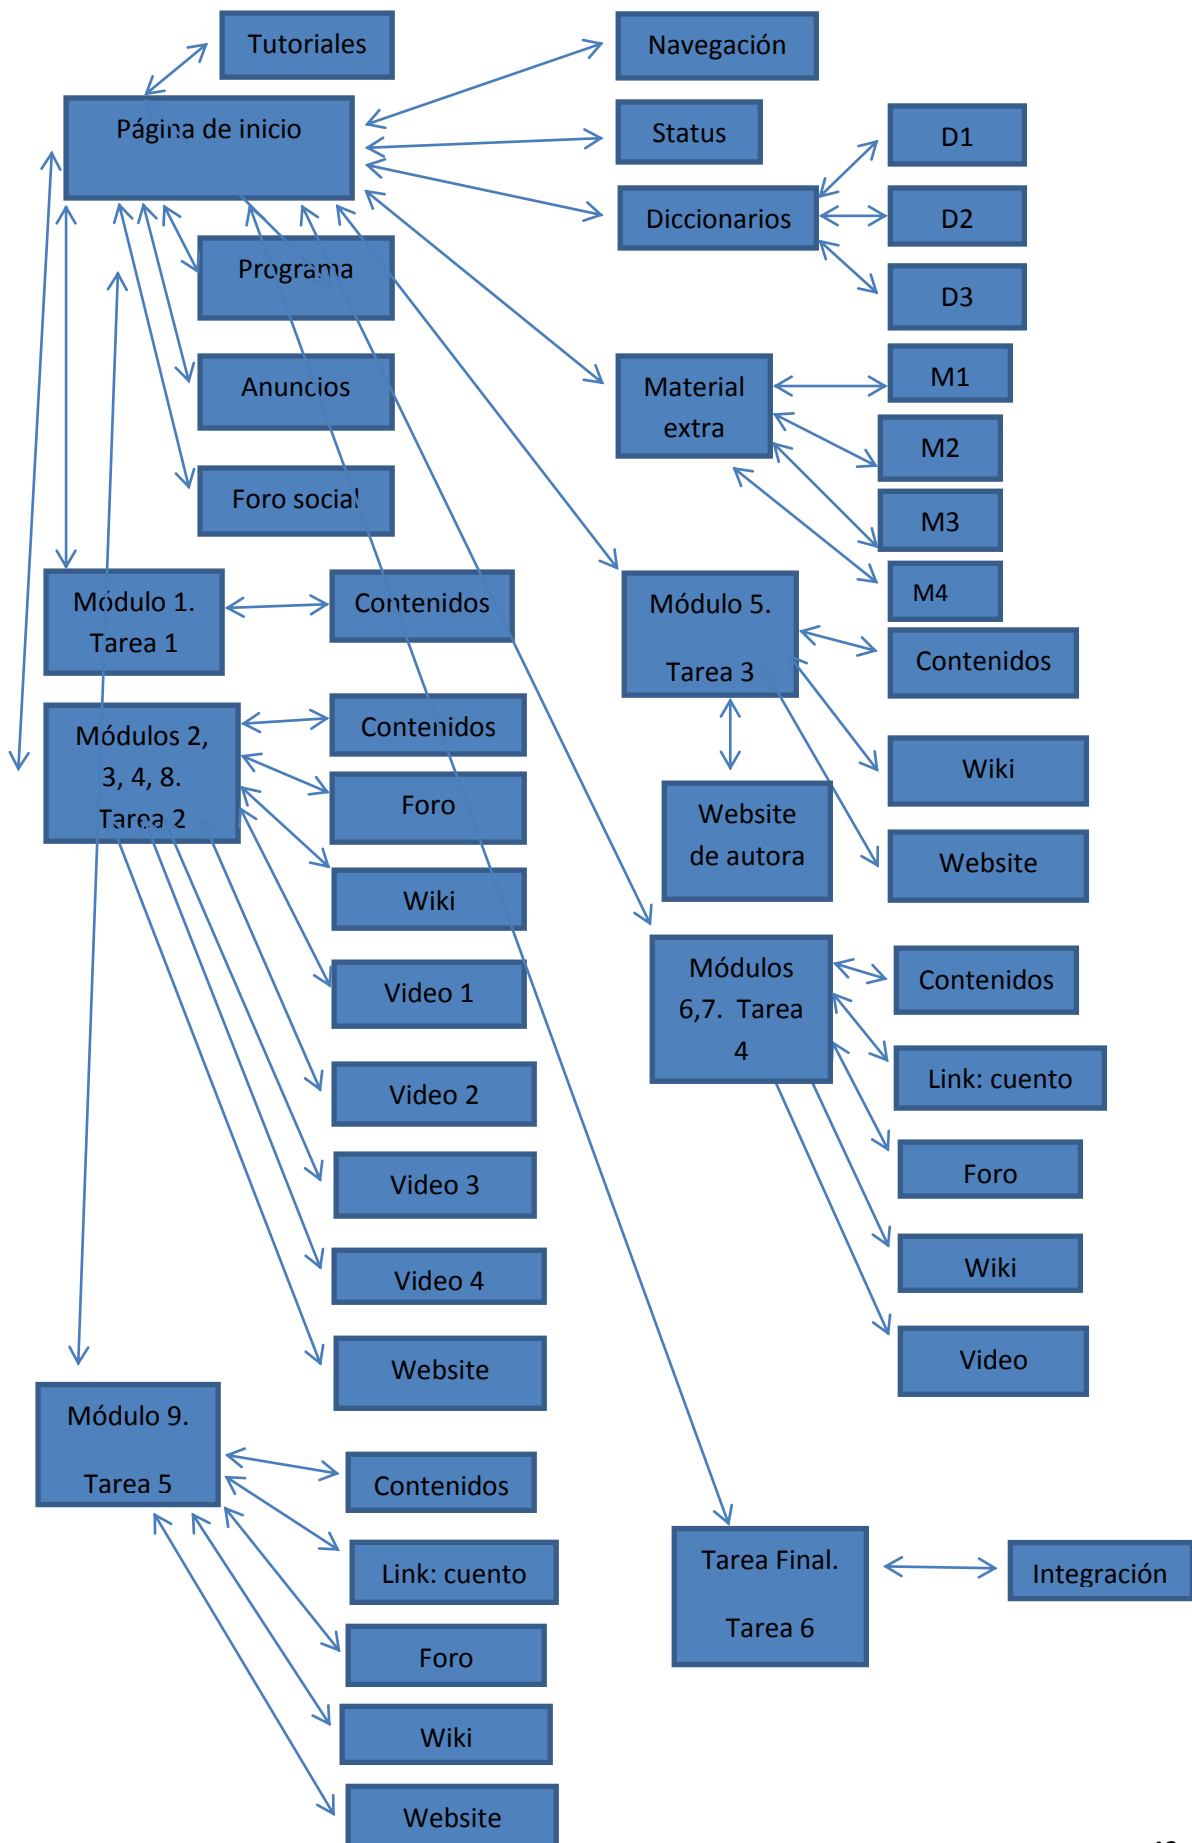 Tutoriales
Navegación
Página de inicio
Status
D1
Diccionarios
D2
D3
Programa
Anuncios
Foro social
Material
extra
M1
M2
M3
M4
Módulo 1.
Tarea 1
Contenidos
Módulo 5.
Tarea 3
Contenidos
Wiki
Website
Website
de autora
Módulos 2,
3, 4, 8.
Tarea 2
Contenidos
Foro
Wiki
Video 1
Video 2
Video 3
Video 4
Website
Módulos
6,7.  Tarea
4
Contenidos
Link: cuento
Foro
Wiki
Video
Módulo 9.
Tarea 5
Contenidos
Link: cuento
Foro
Wiki
Website
Tarea Final.
Tarea 6
Integración